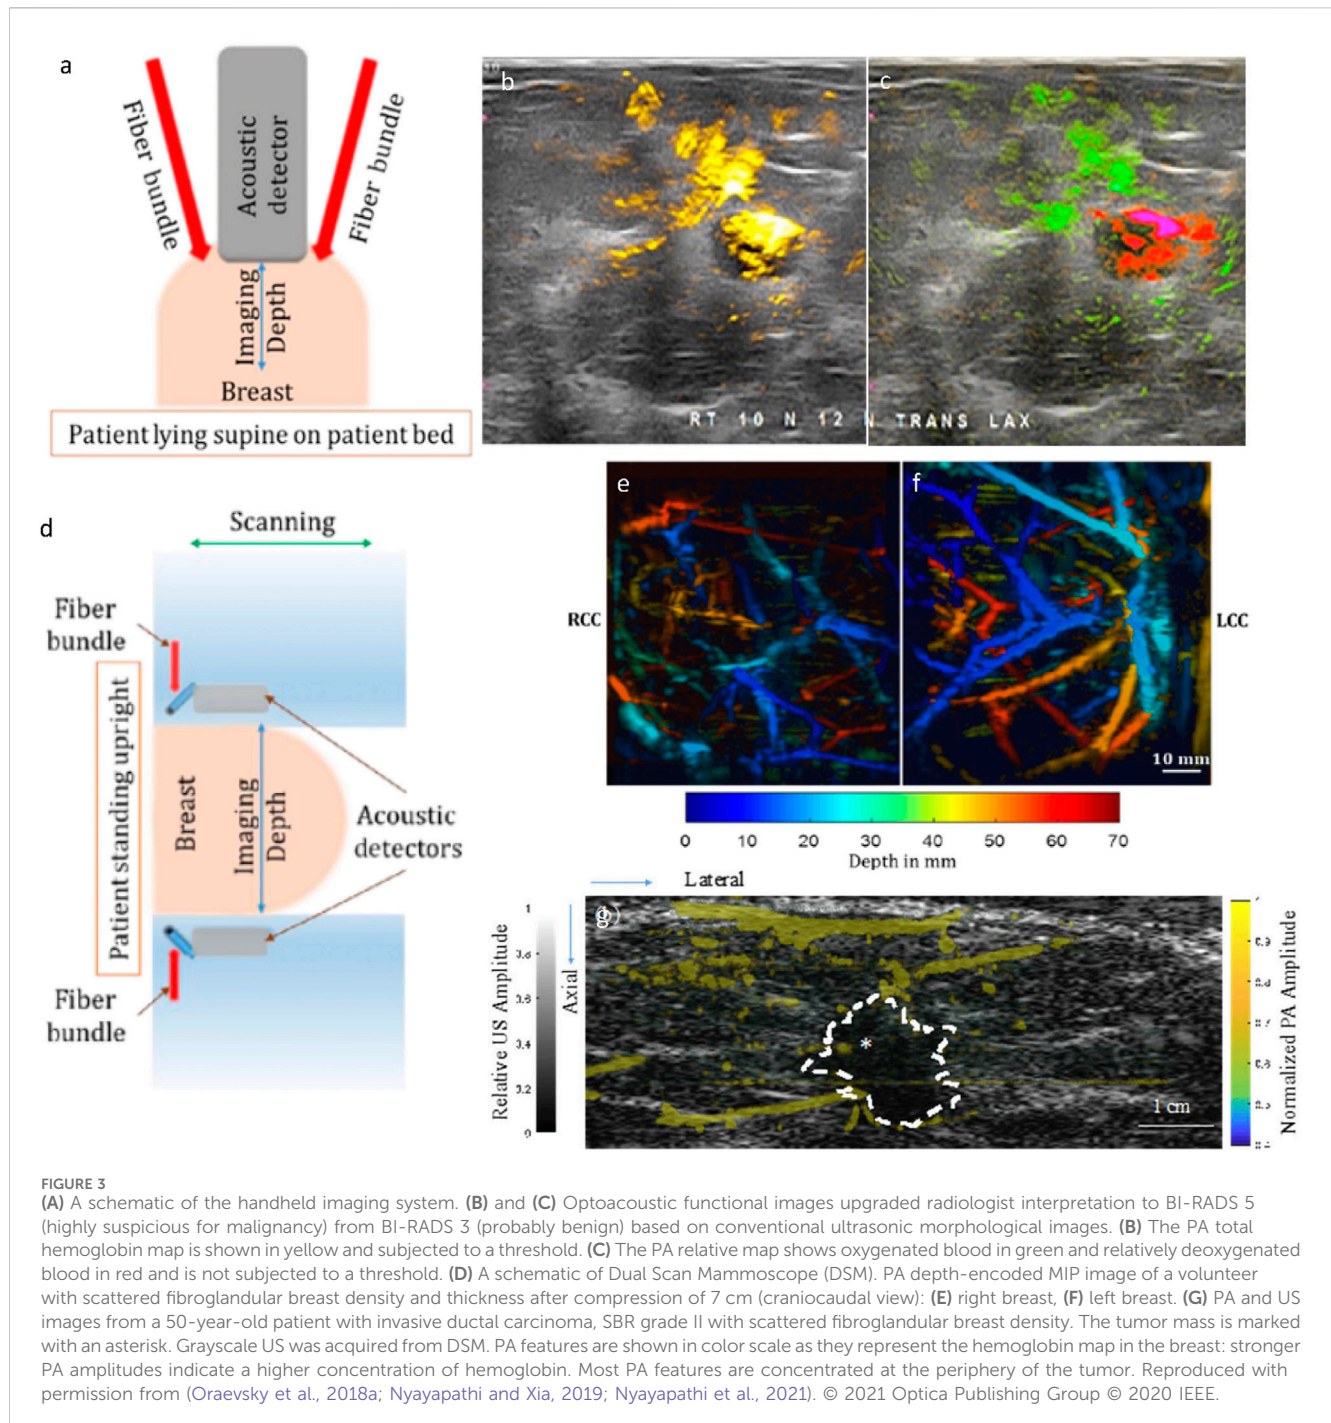 a
Fiber bundle
Acoustic
detector
Fiber bundle
Imaging
Depth
Breast
Patient lying supine on patient bed
b
c
RT 10 N 12 N TRANS LAX
d
Scanning
Fiber
bundle
Patient standing upright
Breast
Imaging
Depth
Acoustic
detectors
Fiber
bundle
e
f
RCC
LCC
10 mm
0 10 20 30 40 50 60 70
Depth in mm
Lateral
Axial
g
Relative US Amplitude
1
0
*
1 cm
Normalized PA Amplitude
FIGURE 3
(A) A schematic of the handheld imaging system. (B) and (C) Optoacoustic functional images upgraded radiologist interpretation to BI-RADS 5
(highly suspicious for malignancy) from BI-RADS 3 (probably benign) based on conventional ultrasonic morphological images. (B) The PA total
hemoglobin map is shown in yellow and subjected to a threshold. (C) The PA relative map shows oxygenated blood in green and relatively deoxygenated
blood in red and is not subjected to a threshold. (D) A schematic of Dual Scan Mammoscope (DSM). PA depth-encoded MIP image of a volunteer
with scattered fibroglandular breast density and thickness after compression of 7 cm (craniocaudal view): (E) right breast, (F) left breast. (G) PA and US
images from a 50-year-old patient with invasive ductal carcinoma, SBR grade II with scattered fibroglandular breast density. The tumor mass is marked
with an asterisk. Grayscale US was acquired from DSM. PA features are shown in color scale as they represent the hemoglobin map in the breast: stronger
PA amplitudes indicate a higher concentration of hemoglobin. Most PA features are concentrated at the periphery of the tumor. Reproduced with
permission from (Oraevsky et al., 2018a; Nyayapathi and Xia, 2019; Nyayapathi et al., 2021). © 2021 Optica Publishing Group © 2020 IEEE.